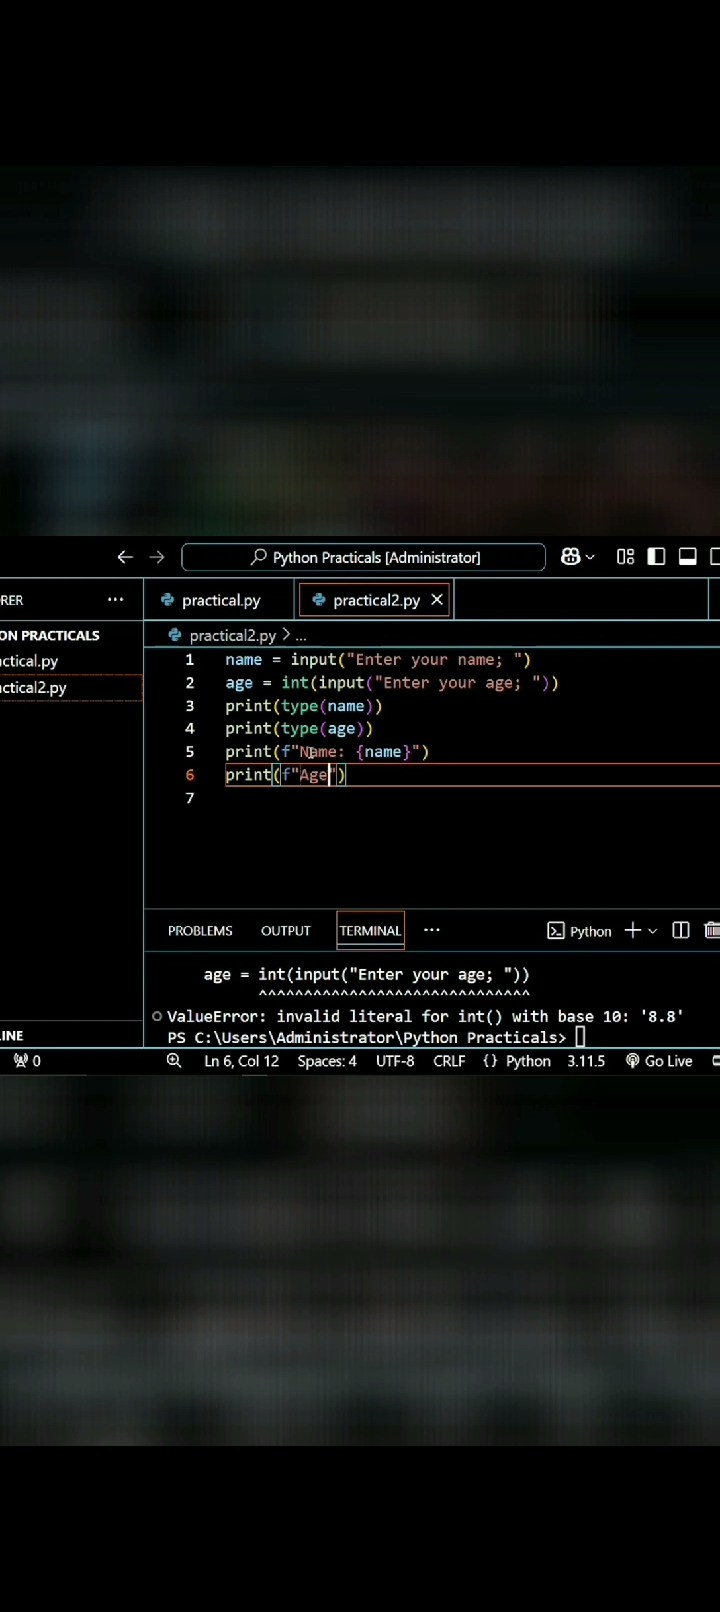 Python Practicals [Administrator]
RER ...
practical.py
practical2.py
ON PRACTICALS
ctical.py
ctical2.py
practical2.py > ...
1 name = input("Enter your name; ")
2 age = int(input("Enter your age; "))
3 print(type(name))
4 print(type(age))
5 print(f"Name: {name}")
6 print(f"Age")
7
PROBLEMS OUTPUT TERMINAL ... Python
age = int(input("Enter your age; "))
^^^^^^^^^^^^^^^^^^^^^^^^^^^^^
ValueError: invalid literal for int() with base 10: '8.8'
PS C:\Users\Administrator\Python Practicals>
INE
0 Ln 6, Col 12 Spaces: 4 UTF-8 CRLF {} Python 3.11.5 Go Live